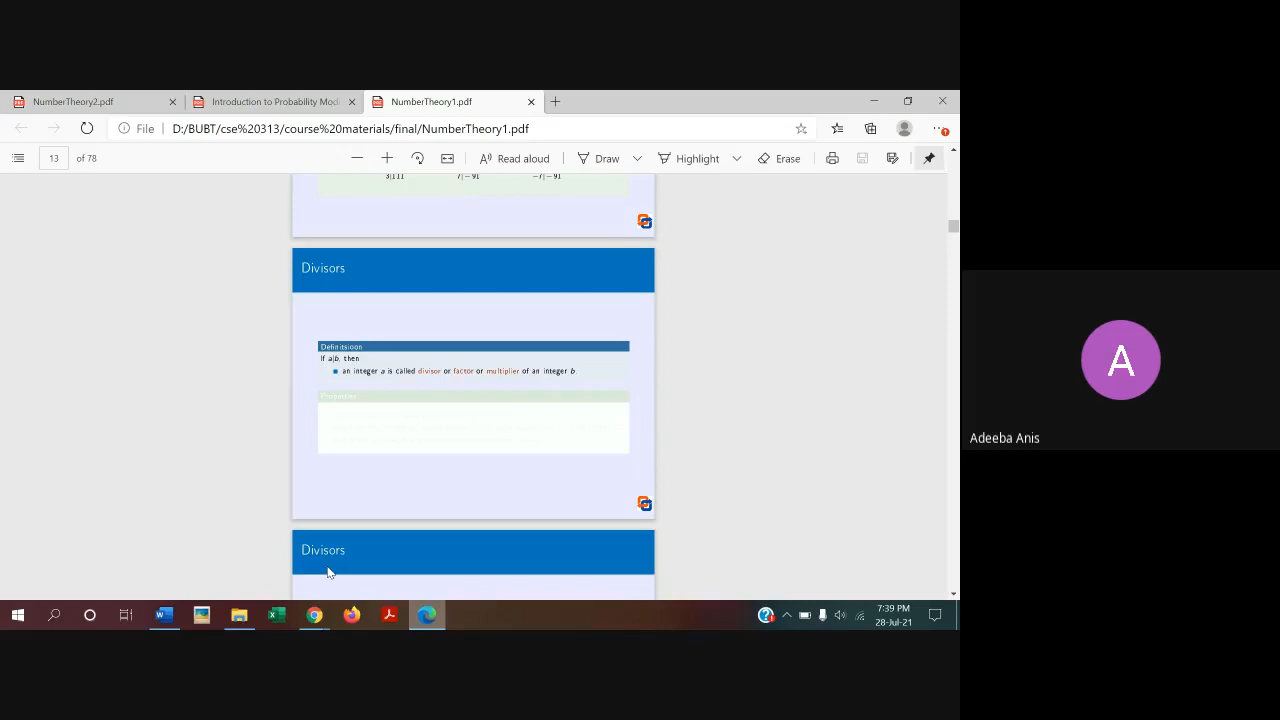 NumberTheory2.pdf
Introduction to Probability Mod
NumberTheory1.pdf
File
D:/BUBT/cse%20313/course%20materials/final/NumberTheory1.pdf
13 of 78
Read aloud
Draw
Highlight
Erase
3|111 7|−91 −7|−91
Divisors
Definitsioon
If a|b, then
an integer a is called divisor or factor or multiplier of an integer b.
Properties
Divisors
A
Adeeba Anis
7:39 PM
28-Jul-21